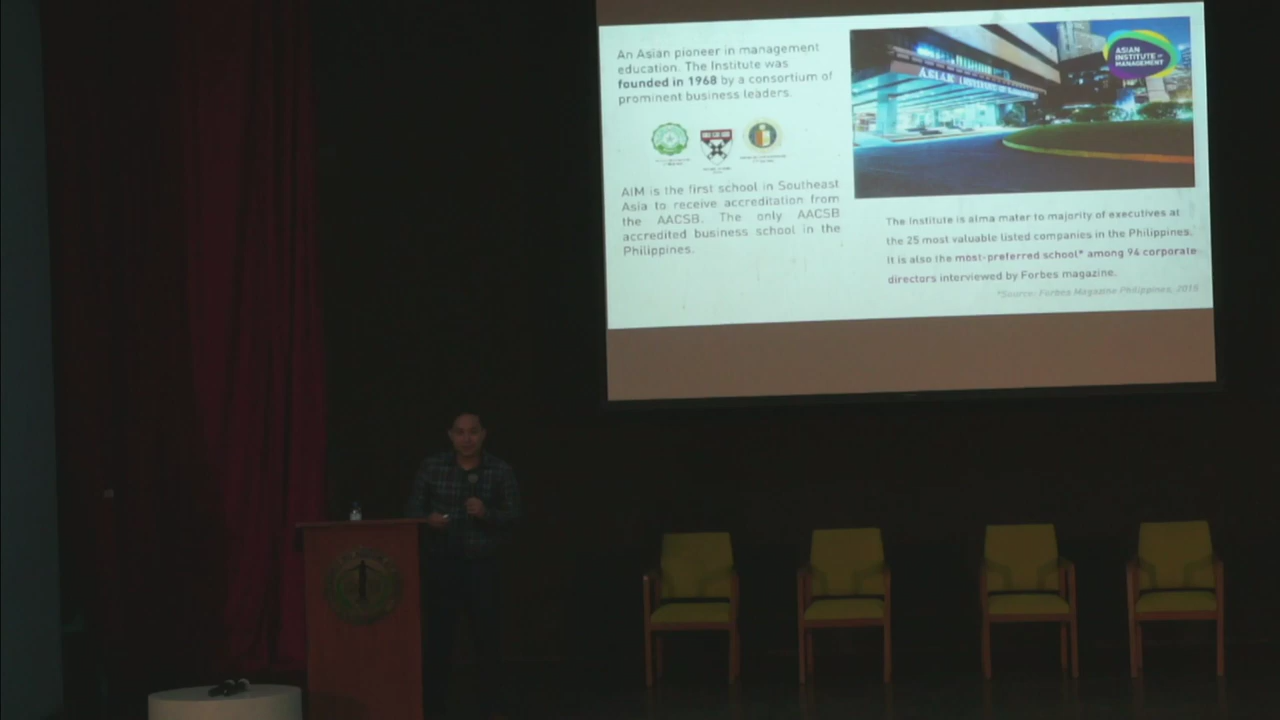 An Asian pioneer in management
education. The Institute was
founded in 1968 by a consortium of
prominent business leaders.
AIM is the first school in Southeast
Asia to receive accreditation from
the AACSB. The only AACSB
accredited business school in the
Philippines.
ASIAN
INSTITUTE OF
MANAGEMENT
ASIAN INSTITUTE OF
The Institute is alma mater to majority of executives at
the 25 most valuable listed companies in the Philippines.
It is also the most-preferred school* among 94 corporate
directors interviewed by Forbes magazine.
*Source: Forbes Magazine Philippines, 2015